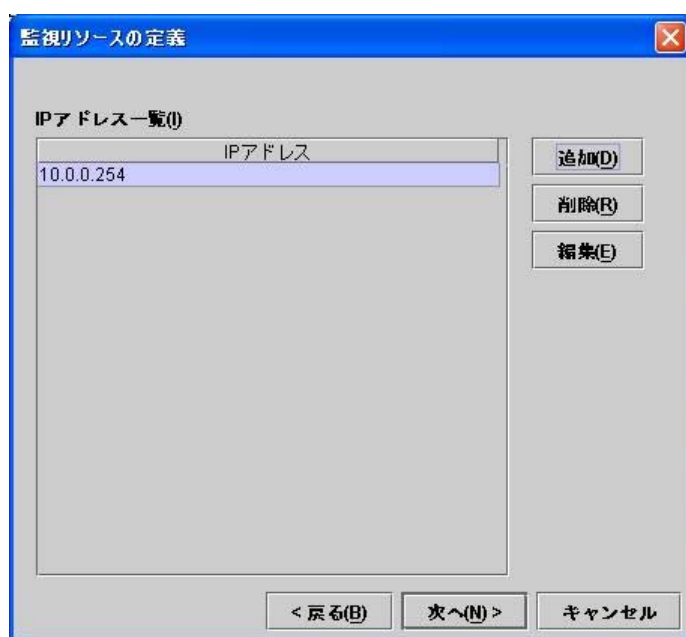 監視リソースの定義
IPアドレス一覧(I)
IPアドレス
10.0.0.254
追加(D)
削除(R)
編集(E)
< 戻る(B)
次へ(N) >
キャンセル